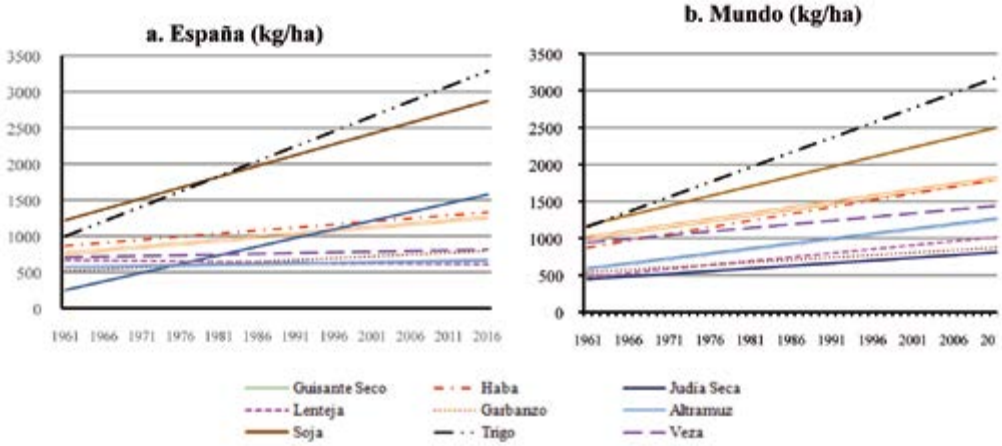 a. España (kg/ha)
3500
3000
2500
2000
1500
1000
500
0
1961 1966 1971 1976 1981 1986 1991 1996 2001 2006 2011 2016
b. Mundo (kg/ha)
3500
3000
2500
2000
1500
1000
500
0
1961 1966 1971 1976 1981 1986 1991 1996 2001 2006 20
Guisante Seco Haba Judía Seca
Lenteja Garbanzo Altramuz
Soja Trigo Veza